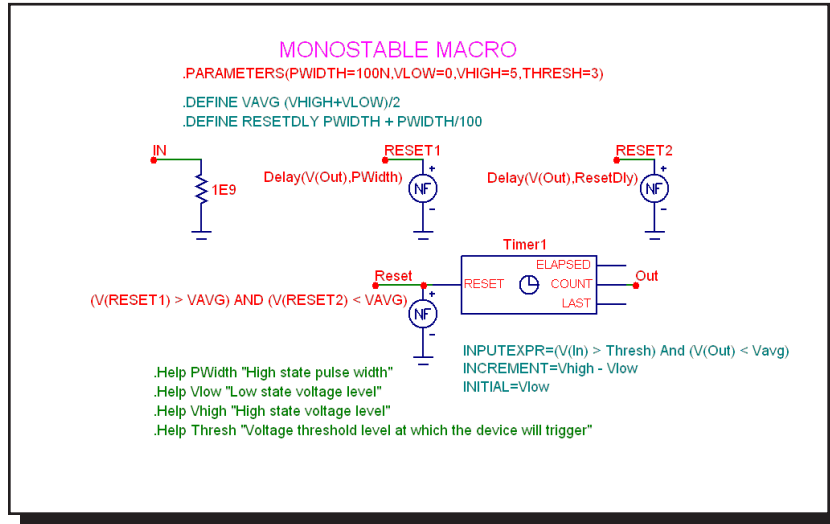 MONOSTABLE MACRO
.PARAMETERS(PWIDTH=100N,VLOW=0,VHIGH=5,THRESH=3)
.DEFINE VAVG (VHIGH+VLOW)/2
.DEFINE RESETDLY PWIDTH + PWIDTH/100
IN
RESET1
RESET2
1E9
Delay(V(Out),PWidth)
NF
Delay(V(Out),ResetDly)
NF
Timer1
Reset
RESET
ELAPSED
COUNT
LAST
Out
(V(RESET1) > VAVG) AND (V(RESET2) < VAVG)
NF
INPUTEXPR=(V(In) > Thresh) And (V(Out) < Vavg)
INCREMENT=Vhigh - Vlow
INITIAL=Vlow
.Help PWidth "High state pulse width"
.Help Vlow "Low state voltage level"
.Help Vhigh "High state voltage level"
.Help Thresh "Voltage threshold level at which the device will trigger"